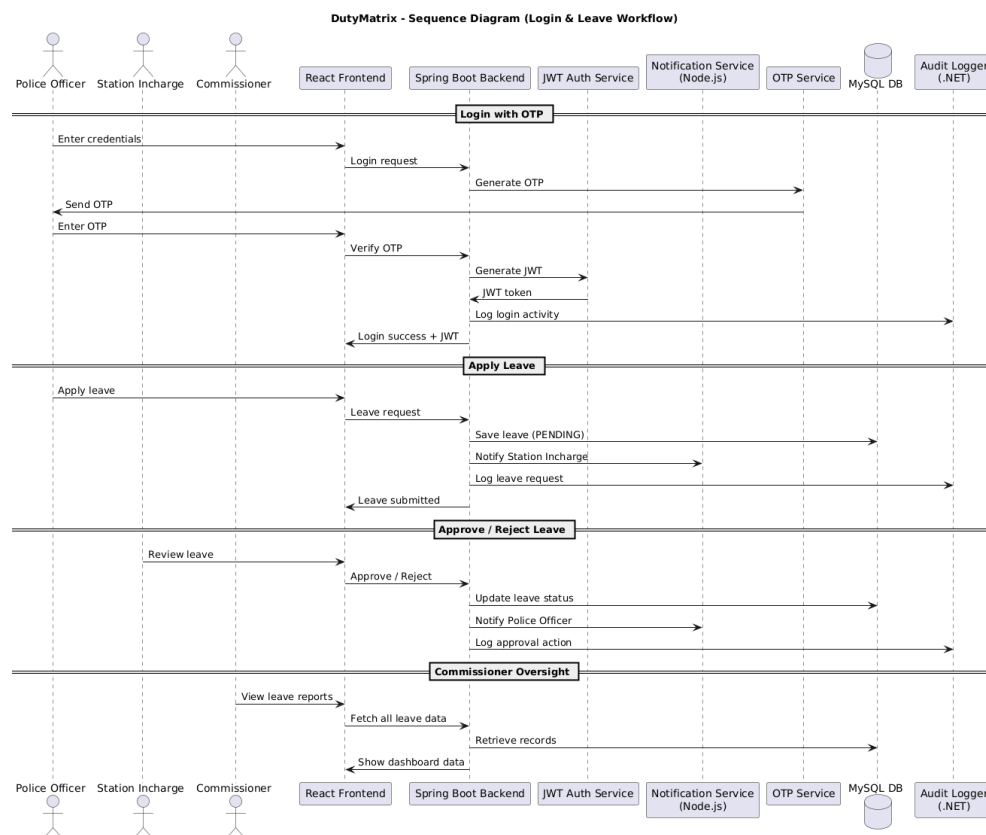 DutyMatrix - Sequence Diagram (Login & Leave Workflow)
Police Officer
Station Incharge
Commissioner
React Frontend
Spring Boot Backend
JWT Auth Service
Notification Service
(Node.js)
OTP Service
MySQL DB
Audit Logger
(.NET)
Login with OTP
Enter credentials
Login request
Generate OTP
Send OTP
Enter OTP
Verify OTP
Generate JWT
JWT token
Log login activity
Login success + JWT
Apply Leave
Apply leave
Leave request
Save leave (PENDING)
Notify Station Incharge
Log leave request
Leave submitted
Approve / Reject Leave
Review leave
Approve / Reject
Update leave status
Notify Police Officer
Log approval action
Commissioner Oversight
View leave reports
Fetch all leave data
Retrieve records
Show dashboard data
Police Officer
Station Incharge
Commissioner
React Frontend
Spring Boot Backend
JWT Auth Service
Notification Service
(Node.js)
OTP Service
MySQL DB
Audit Logger
(.NET)